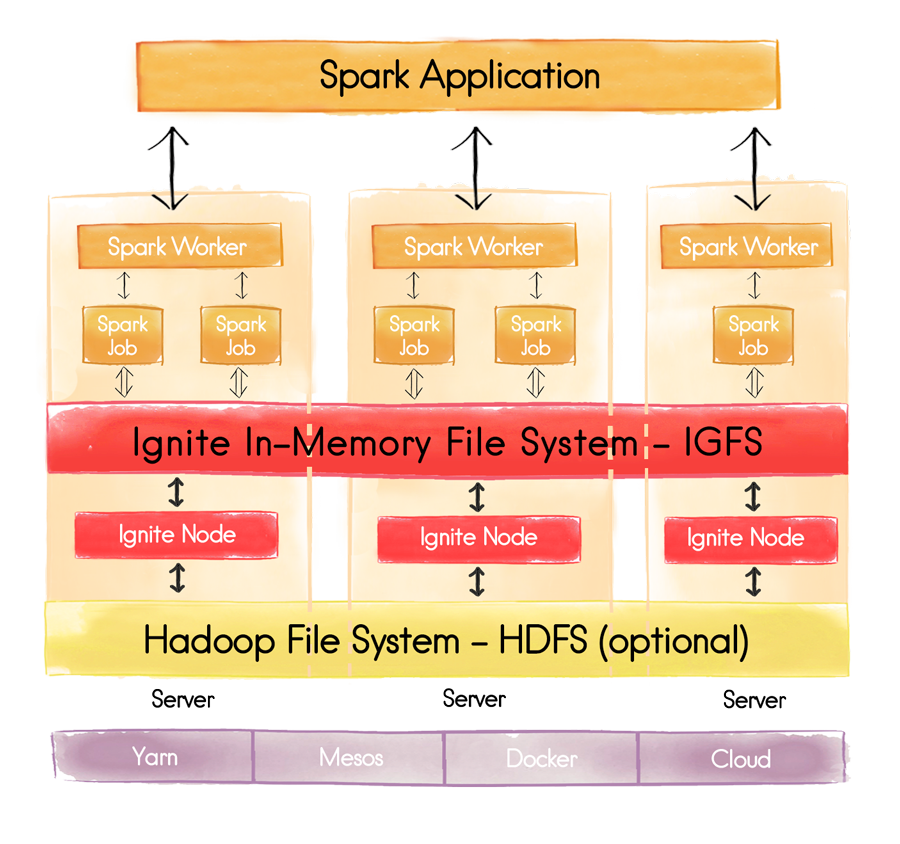 Spark Application
Spark Worker
Spark Worker
Spark Worker
Spark
Job
Spark
Job
Spark
Job
Spark
Job
Spark
Job
Ignite In-Memory File System - IGFS
Ignite Node
Ignite Node
Ignite Node
Hadoop File System - HDFS (optional)
Server
Server
Server
Yarn
Mesos
Docker
Cloud